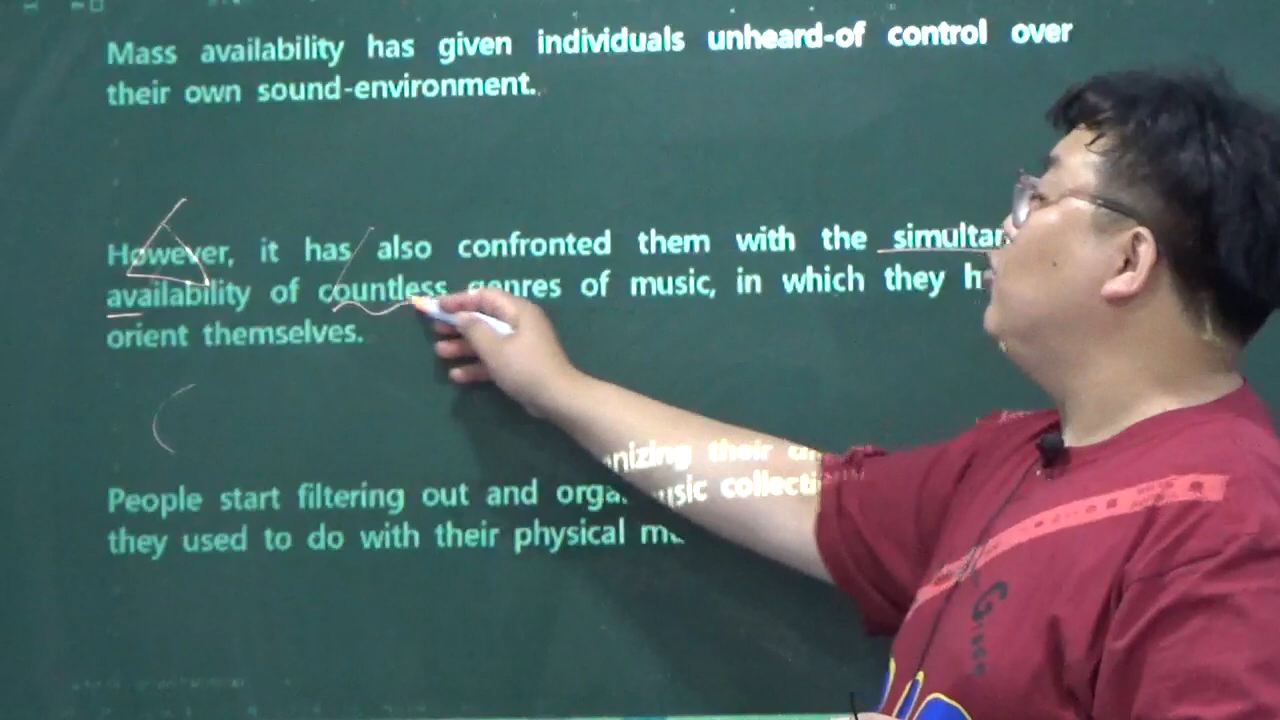 Mass availability has given individuals unheard-of control over
their own sound-environment.
However, it has also confronted them with the
availability of countless genres of music, in which they
orient themselves.
People start filtering out and their
they used to do with their physical